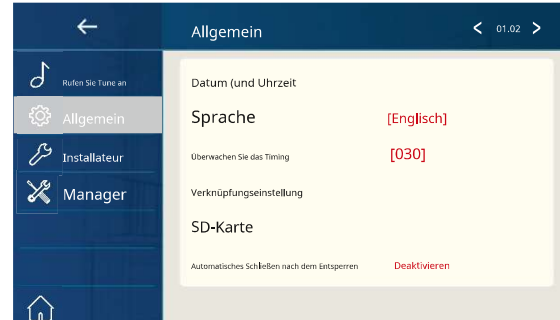 Allgemein
01.02
Rufen Sie Tune an
Allgemein
Installateur
Manager
Datum (und Uhrzeit
Sprache [Englisch]
Überwachen Sie das Timing [030]
Verknüpfungseinstellung
SD-Karte
Automatisches Schließen nach dem Entsperren Deaktivieren